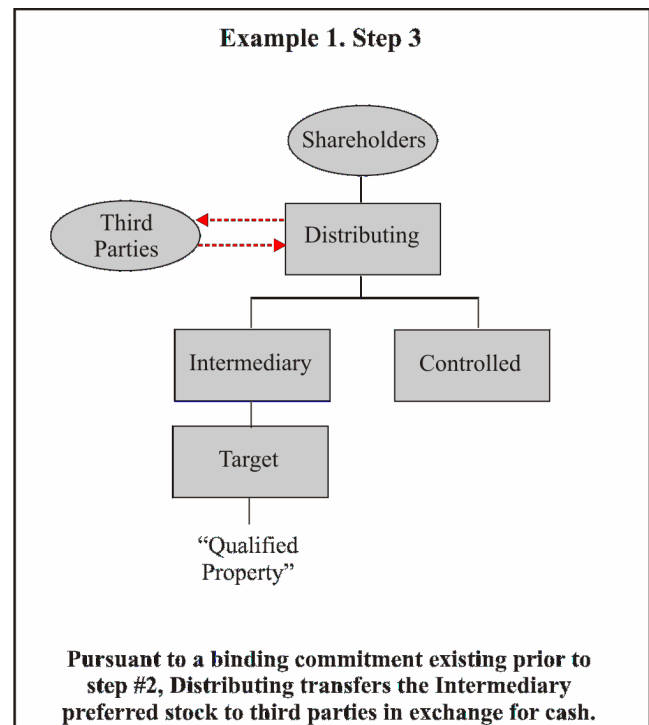 Example 1. Step 3
Shareholders
Third
Parties
Distributing
Intermediary
Controlled
Target
“Qualified
Property”
Pursuant to a binding commitment existing prior to
step #2, Distributing transfers the Intermediary
preferred stock to third parties in exchange for cash.